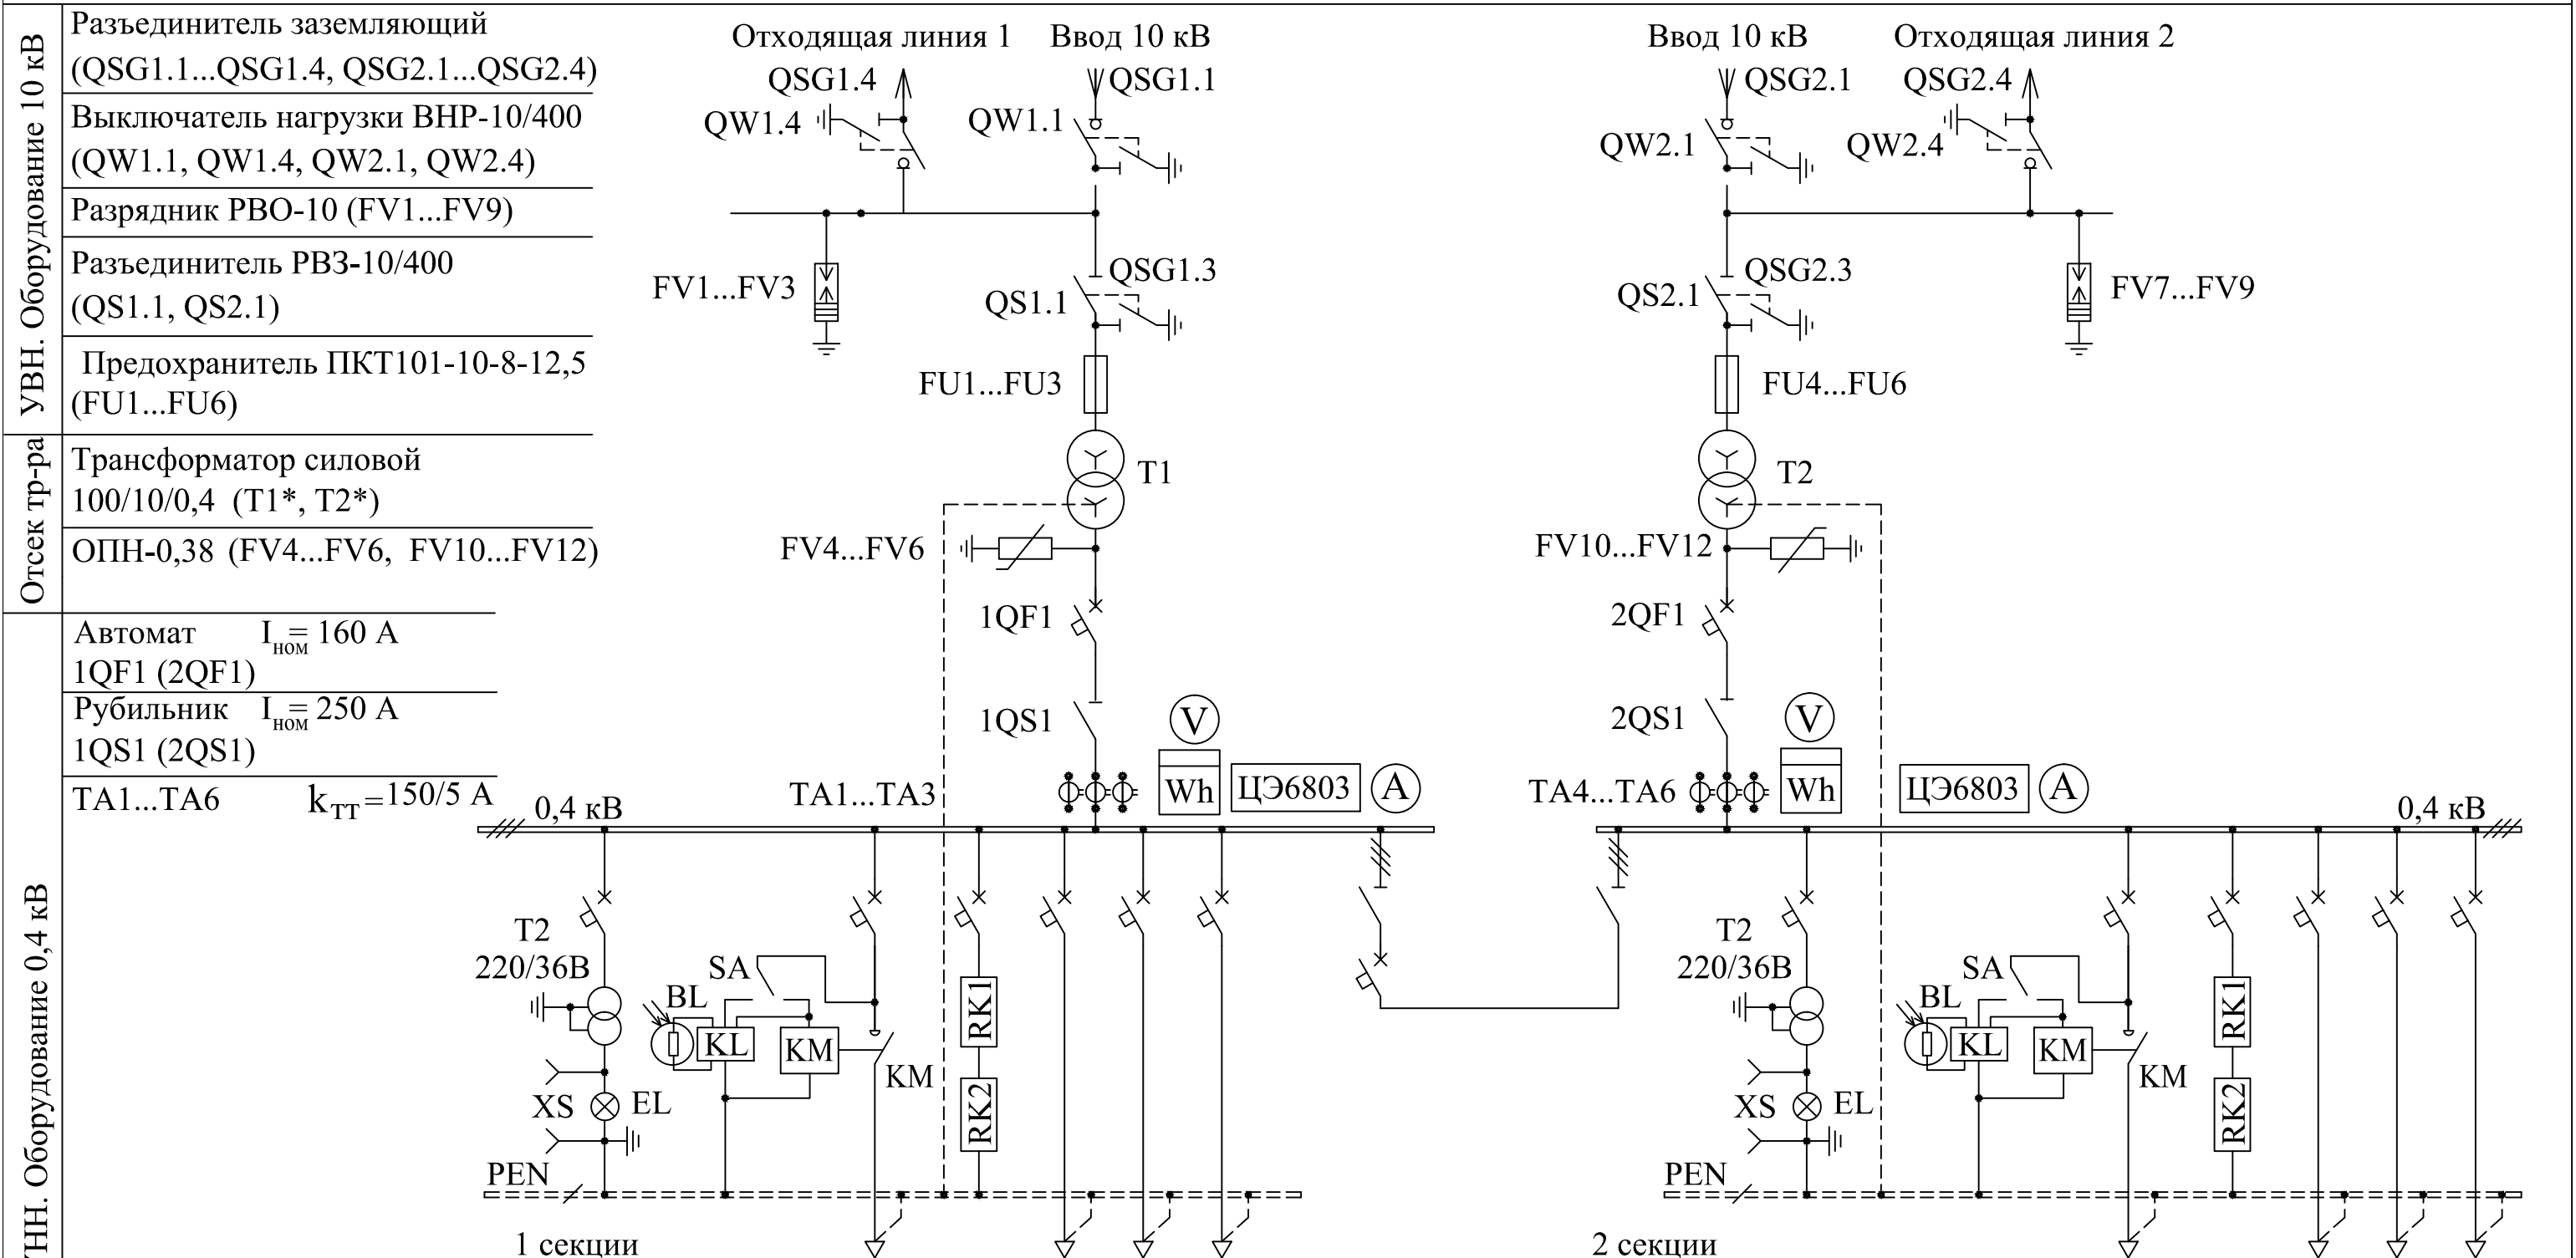 УВН. Оборудование 10 кВ
Разъединитель заземляющий
(QSG1.1...QSG1.4, QSG2.1...QSG2.4)
Выключатель нагрузки ВНР-10/400
(QW1.1, QW1.4, QW2.1, QW2.4)
Разрядник РВО-10 (FV1...FV9)
Разъединитель РВЗ-10/400
(QS1.1, QS2.1)
Предохранитель ПКТ101-10-8-12,5
(FU1...FU6)
Отсек тр-ра
Трансформатор силовой
100/10/0,4 (Т1*, Т2*)
ОПН-0,38 (FV4...FV6, FV10...FV12)
Автомат Iном= 160 А
1QF1 (2QF1)
Рубильник Iном= 250 А
1QS1 (2QS1)
ТА1...ТА6 kТТ=150/5 А
УНН. Оборудование 0,4 кВ
Отходящая линия 1
Ввод 10 кВ
QSG1.4
QSG1.1
QW1.4
QW1.1
FV1...FV3
QSG1.3
QS1.1
FU1...FU3
Т1
FV4...FV6
1QF1
1QS1
V
ТА1...ТА3
Wh
ЦЭ6803
А
0,4 кВ
Т2
220/36В
SA
BL
KL
KM
KM
RK1
RK2
XS
EL
PEN
1 секции
Ввод 10 кВ
Отходящая линия 2
QSG2.1
QSG2.4
QW2.1
QW2.4
QSG2.3
QS2.1
FV7...FV9
FU4...FU6
Т2
FV10...FV12
2QF1
2QS1
V
ТА4...ТА6
Wh
ЦЭ6803
А
0,4 кВ
Т2
220/36В
SA
BL
KL
KM
KM
RK1
RK2
XS
EL
PEN
2 секции